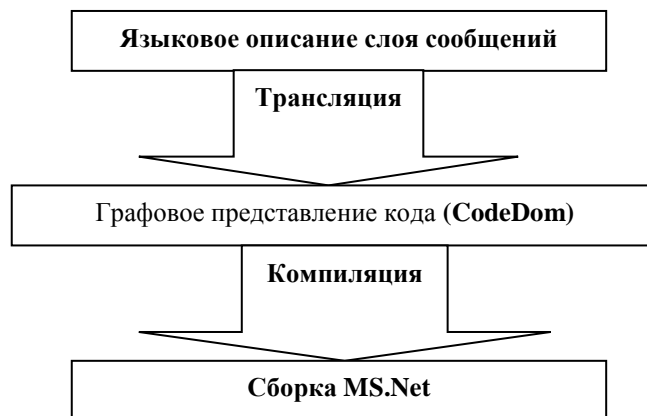 Языковое описание слоя сообщений
Трансляция
Графовое представление кода (CodeDom)
Компиляция
Сборка MS.Net